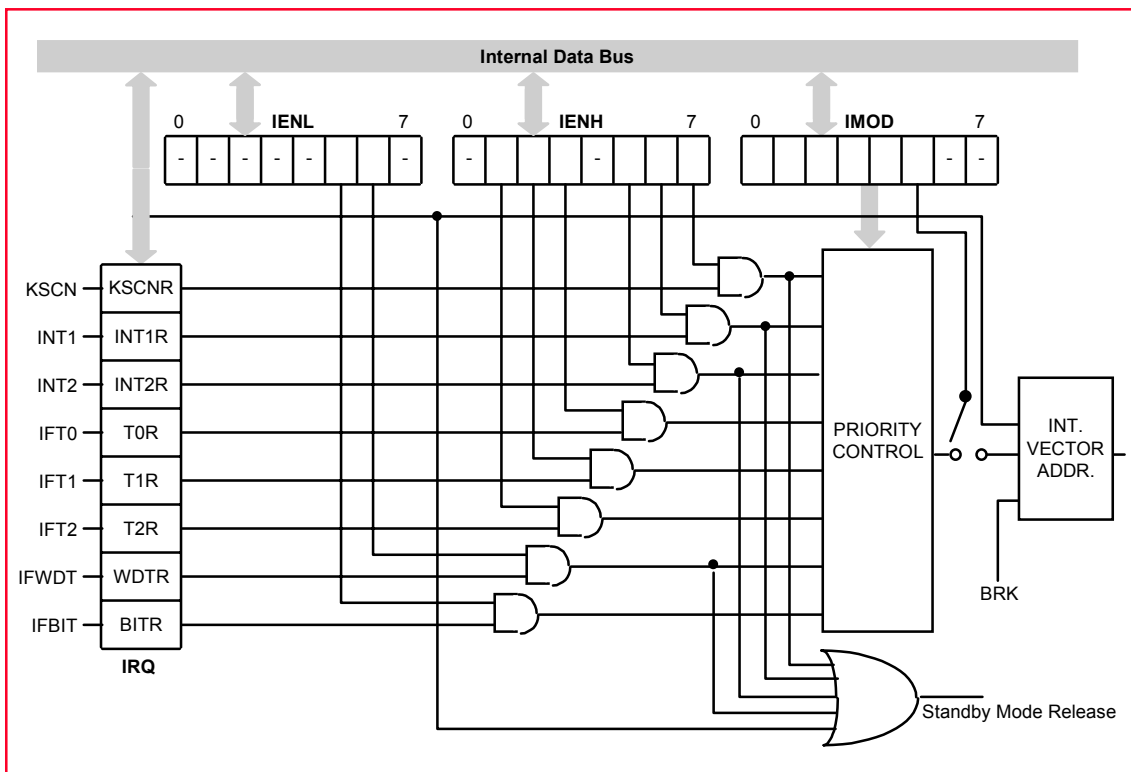 Internal Data Bus
0 IENL 7
0 IENH 7
0 IMOD 7
- - - - - -
- -
- -
KSCN KSCNR
INT1 INT1R
INT2 INT2R
IFT0 T0R
IFT1 T1R
IFT2 T2R
IFWDT WDTR
IFBIT BITR
IRQ
PRIORITY
CONTROL
INT.
VECTOR
ADDR.
BRK
Standby Mode Release